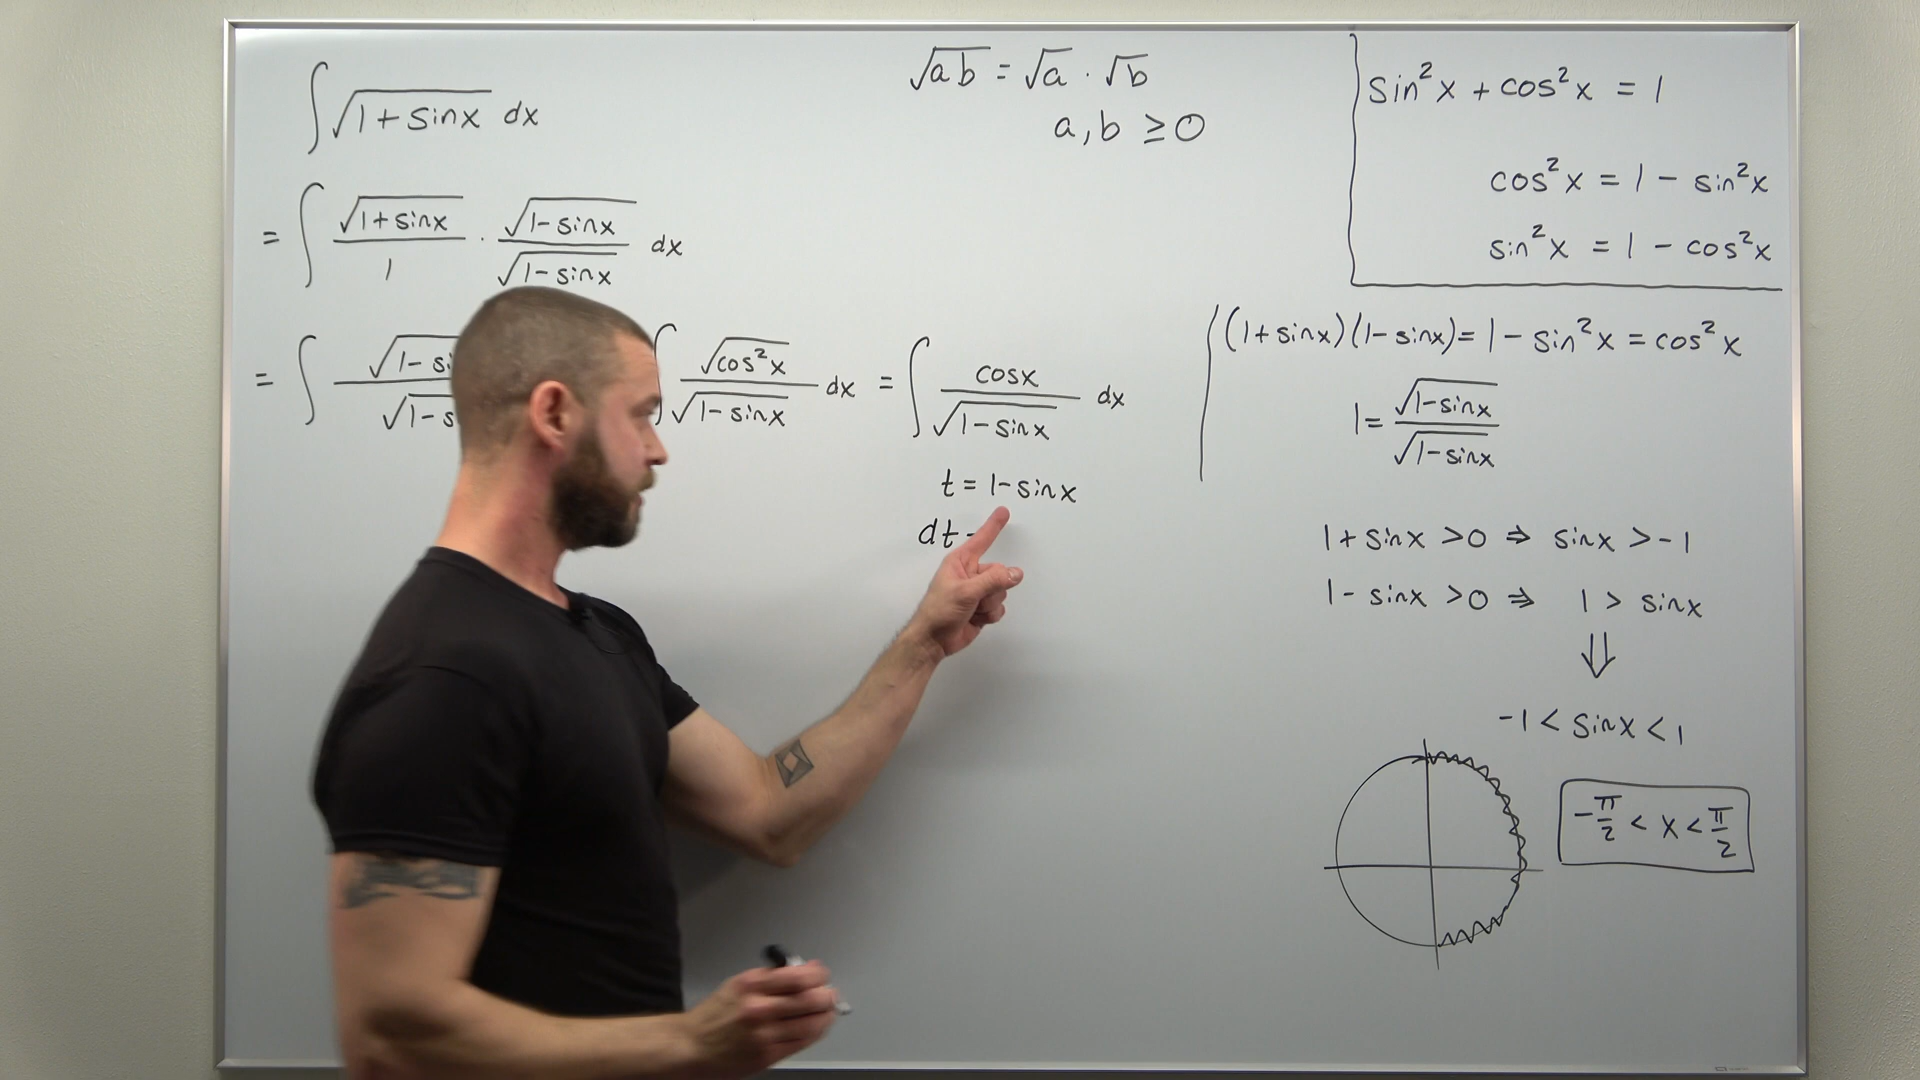 ∫ √(1+sinx) dx
= ∫ √(1+sinx)/1 · √(1-sinx)/√(1-sinx) dx
= ∫ √(1-si / √(1-s ∫ √(cos²x)/√(1-sinx) dx = ∫ cosx/√(1-sinx) dx
t = 1-sinx
dt -
√(ab) = √a · √b
a, b ≥ 0
sin²x + cos²x = 1
cos²x = 1 - sin²x
sin²x = 1 - cos²x
(1+sinx)(1-sinx) = 1 - sin²x = cos²x
1 = √(1-sinx)/√(1-sinx)
1 + sinx > 0 ⇒ sinx > -1
1 - sinx > 0 ⇒ 1 > sinx
⇓
-1 < sinx < 1
-π/2 < x < π/2